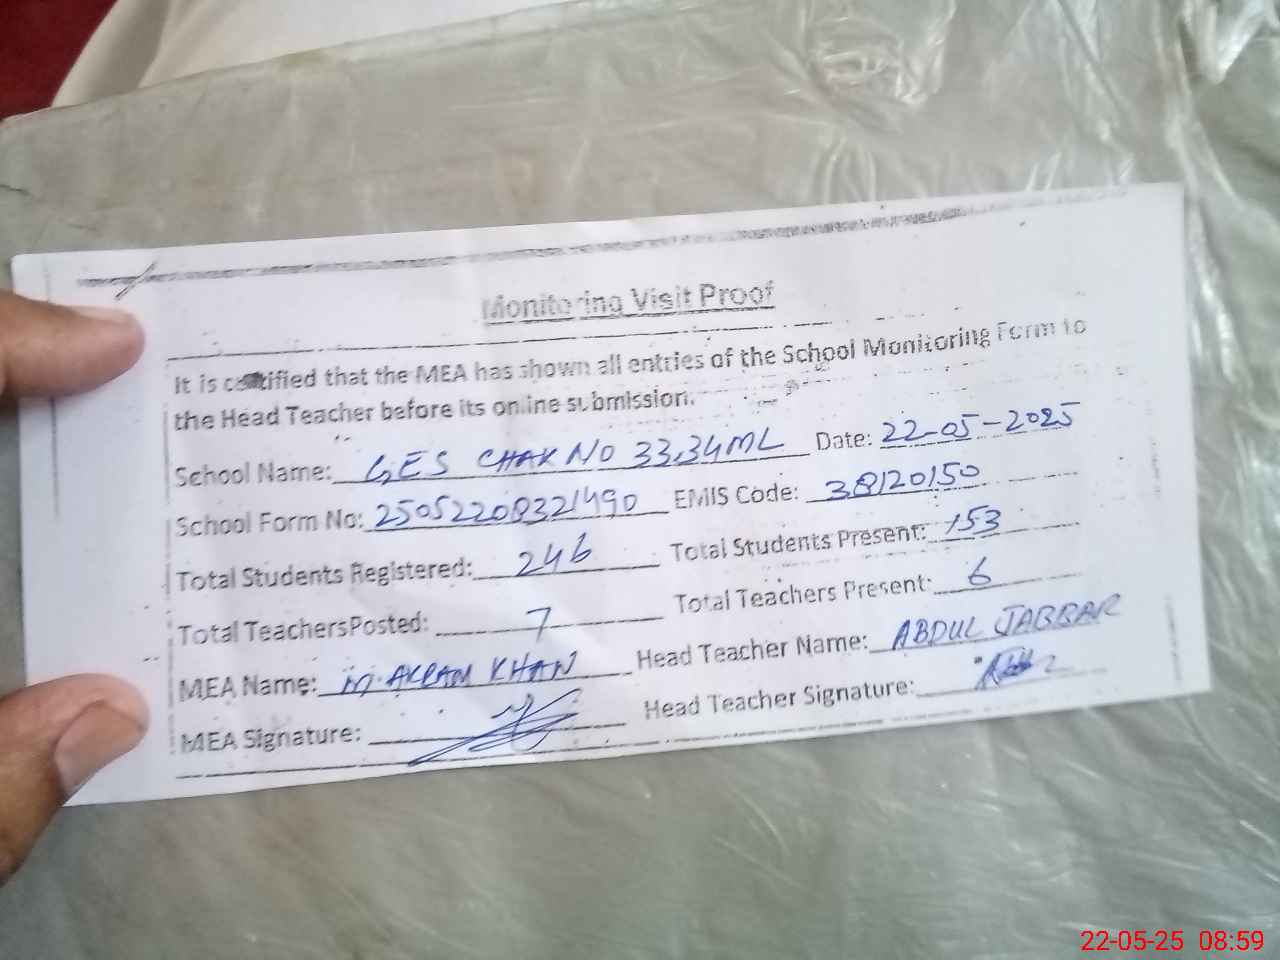 Monitoring Visit Proof
It is certified that the MEA has shown all entries of the School Monitoring Form to
the Head Teacher before its online submission.
School Name: GES CHAK NO 33,34ML Date: 22-05-2025
School Form No: 25052208321490 EMIS Code: 38120150
Total Students Registered: 246 Total Students Present: 153
Total TeachersPosted: 7 Total Teachers Present: 6
MEA Name: M. AKRAM KHAN Head Teacher Name: ABDUL JABBAR
MEA Signature: Head Teacher Signature:
22-05-25 08:59